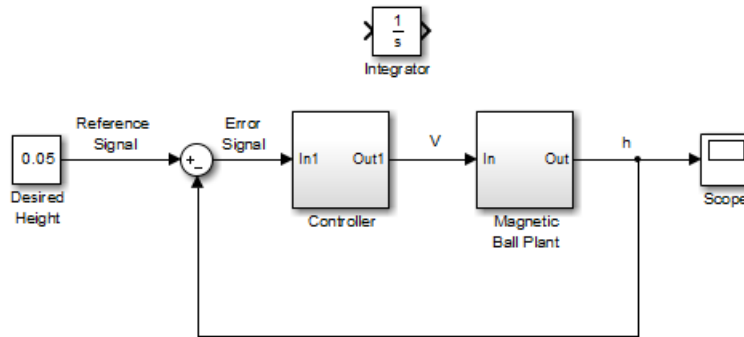 1
s
Integrator
Reference
Signal
Error
Signal
0.05
+
-
In1 Out1
V
In Out
h
Desired
Height
Controller
Magnetic
Ball Plant
Scope